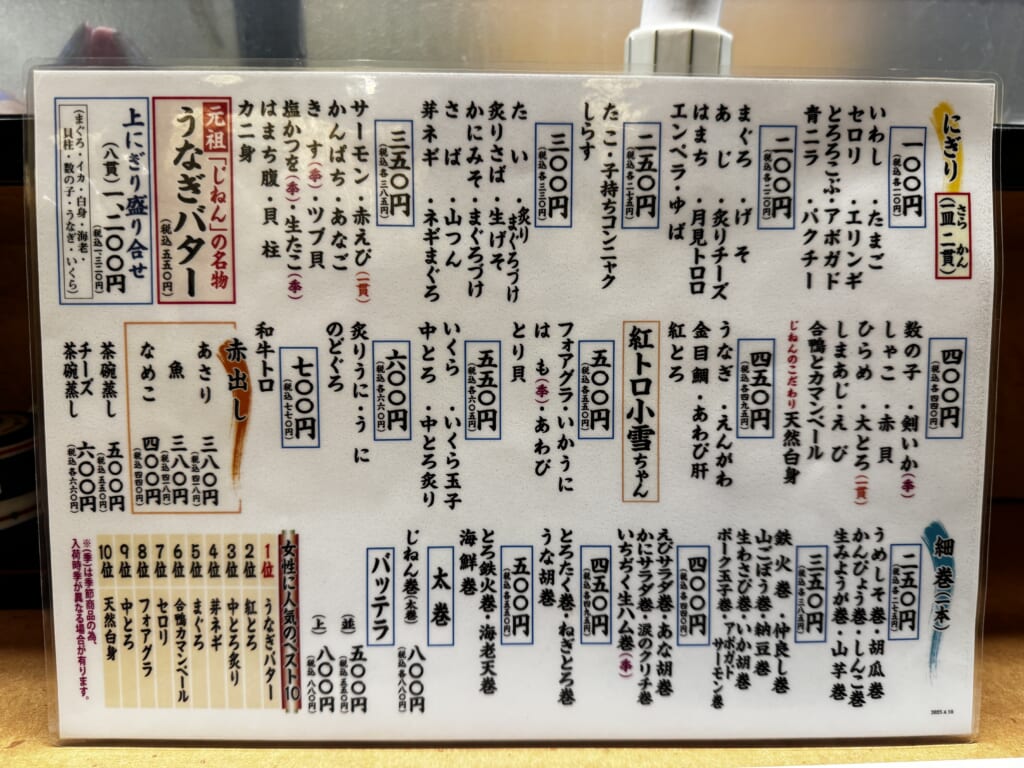 にぎり
さら かん
(一皿 二貫)
一〇〇円
(税込 各一一〇円)
いわし ・たまご
セロリ ・エリンギ
とろろこぶ・アボガド
青ニラ ・パクチー
二〇〇円
(税込 各二二〇円)
まぐろ ・げそ
あじ ・炙りチーズ
はまち ・月見トロロ
エンペラ・ゆば
二五〇円
(税込 各二七五円)
たこ・子持ちコンニャク
しらす
三〇〇円
(税込 各三三〇円)
たい ・炙りまぐろづけ
炙りさば ・生げそ
かにみそ・まぐろづけ
さば ・山つん
芽ネギ ・ネギまぐろ
三五〇円
(税込 各三八五円)
サーモン・赤えび(一貫)
かんぱち・あなご
きす(季)・ツブ貝
塩かつを(季)・生たこ(季)
はまち腹・貝柱
カニ身
元祖「じねん」の名物
うなぎバター
(税込 五五〇円)
上にぎり盛り合せ
(八貫)一、二〇〇円
(税込 一、三二〇円)
(まぐろ・イカ・白身・海老・
貝柱・数の子・うなぎ・いくら)
四〇〇円
(税込 各四四〇円)
数の子 ・剣いか(季)
しゃこ ・赤貝
ひらめ ・大とろ(一貫)
しまあじ・えび
合鴨とカマンベール
じねんのこだわり 天然白身
四五〇円
(税込 各四九五円)
うなぎ ・えんがわ
金目鯛 ・あわび肝
紅とろ
紅トロ小雪ちゃん
五〇〇円
(税込 各五五〇円)
フォアグラ・いかうに
はも(季)・あわび
とり貝
五五〇円
(税込 各六〇五円)
いくら ・いくら玉子
中とろ ・中とろ炙り
六〇〇円
(税込 各六六〇円)
炙りうに・うに
のどぐろ
七〇〇円
(税込 七七〇円)
和牛トロ
赤出し
あさり 三八〇円
(税込 四一八円)
魚 三八〇円
(税込 四一八円)
なめこ 四〇〇円
(税込 四四〇円)
茶碗蒸し 五〇〇円
(税込 各五五〇円)
チーズ
茶碗蒸し 六〇〇円
(税込 各六六〇円)
細巻(二本)
二五〇円
(税込 各二七五円)
うめしそ巻・胡瓜巻
かんぴょう巻・しんこ巻
生みょうが巻・山芋巻
三五〇円
(税込 各三八五円)
鉄火巻・仲良し巻
山ごぼう巻・納豆巻
生わさび巻・いか胡巻
ポーク玉子巻・アボガドサーモン巻
四〇〇円
(税込 各四四〇円)
えびサラダ巻・あな胡巻
かにサラダ巻・涙のクリチ巻
いちぢく生ハム巻(季)
四五〇円
(税込 各四九五円)
とろたく巻・ねぎとろ巻
うな胡巻
五〇〇円
(税込 各五五〇円)
とろ鉄火巻・海老天巻
海鮮巻
太巻
じねん巻(太巻) 八〇〇円
(税込 各八八〇円)
バッテラ
(並) 五〇〇円
(税込 五五〇円)
(上) 八〇〇円
(税込 八八〇円)
女性に人気のベスト10
1位 うなぎバター
2位 紅とろ
3位 中とろ炙り
4位 芽ネギ
5位 まぐろ
6位 合鴨カマンベール
7位 セロリ
8位 フォアグラ
9位 中とろ
10位 天然白身
※(季)は季節商品の為、
入荷時季が異なる場合が有ります。